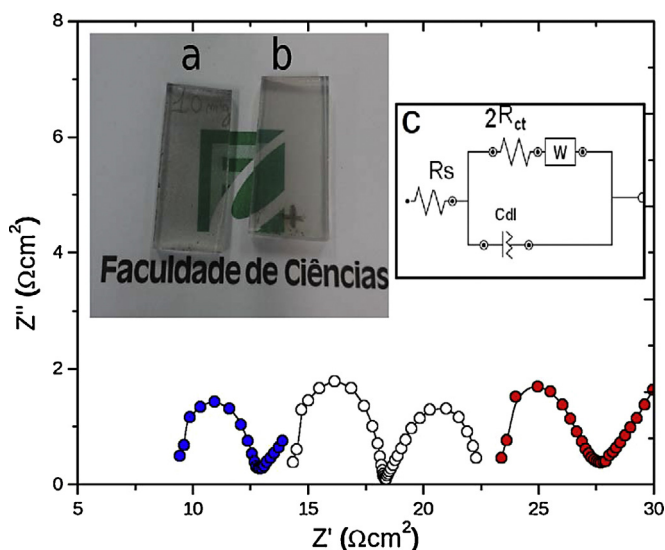 8
6
4
2
0
Z'' (Ωcm²)
a b
Faculdade de Ciências
C
2Rct
W
Rs
Cdl
5 10 15 20 25 30
Z' (Ωcm²)